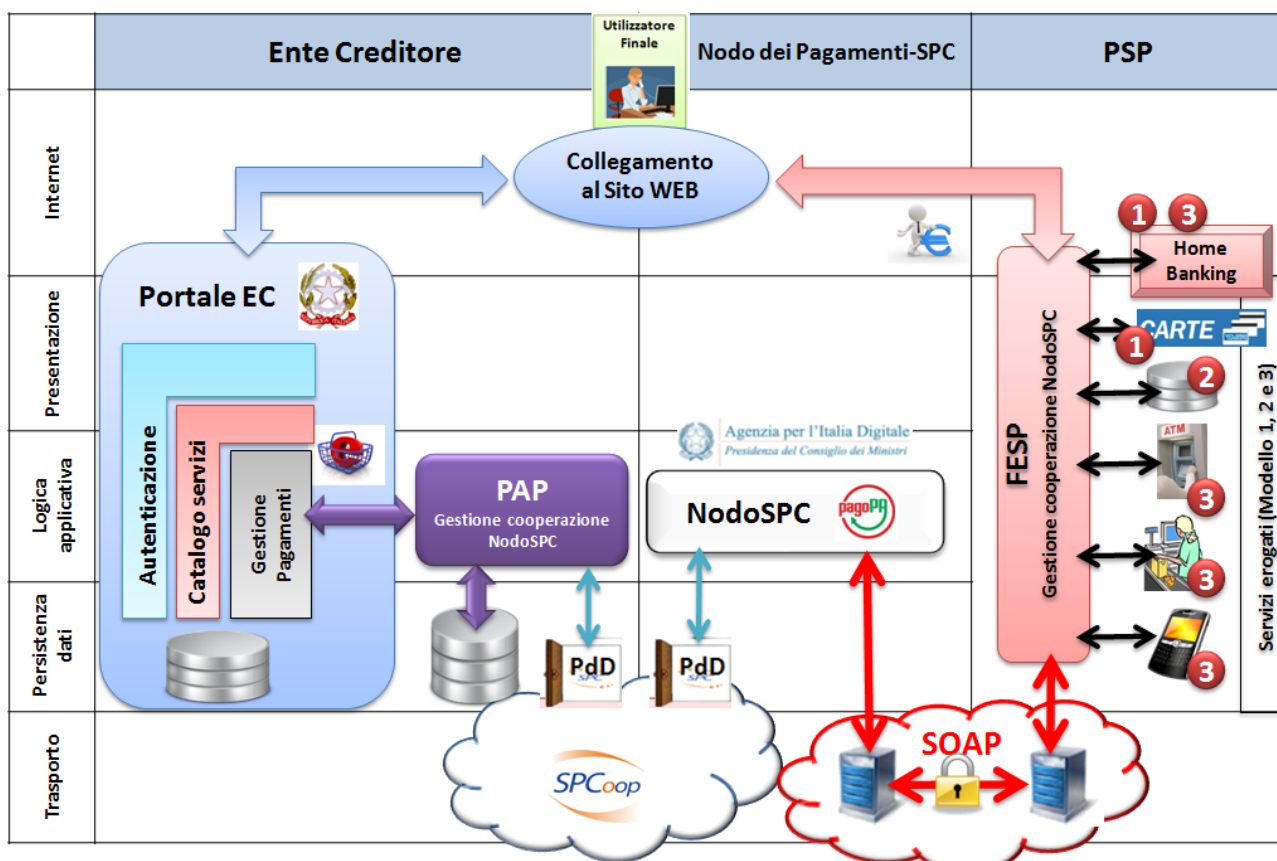 Ente Creditore
Utilizzatore
Finale
Nodo dei Pagamenti-SPC
PSP
Internet
Collegamento
al Sito WEB
1
3
Home
Banking
Presentazione
Portale EC
CARTE
1
2
Autenticazione
Catalogo servizi
Gestione
Pagamenti
Logica
applicativa
PAP
Gestione cooperazione
NodoSPC
Agenzia per l'Italia Digitale
Presidenza del Consiglio dei Ministri
NodoSPC
pagoPA
FESP
Gestione cooperazione NodoSPC
ATM
3
3
3
Servizi erogati (Modello 1, 2 e 3)
Persistenza
dati
PdD
SPC
PdD
SPC
Trasporto
SPCoop
SOAP